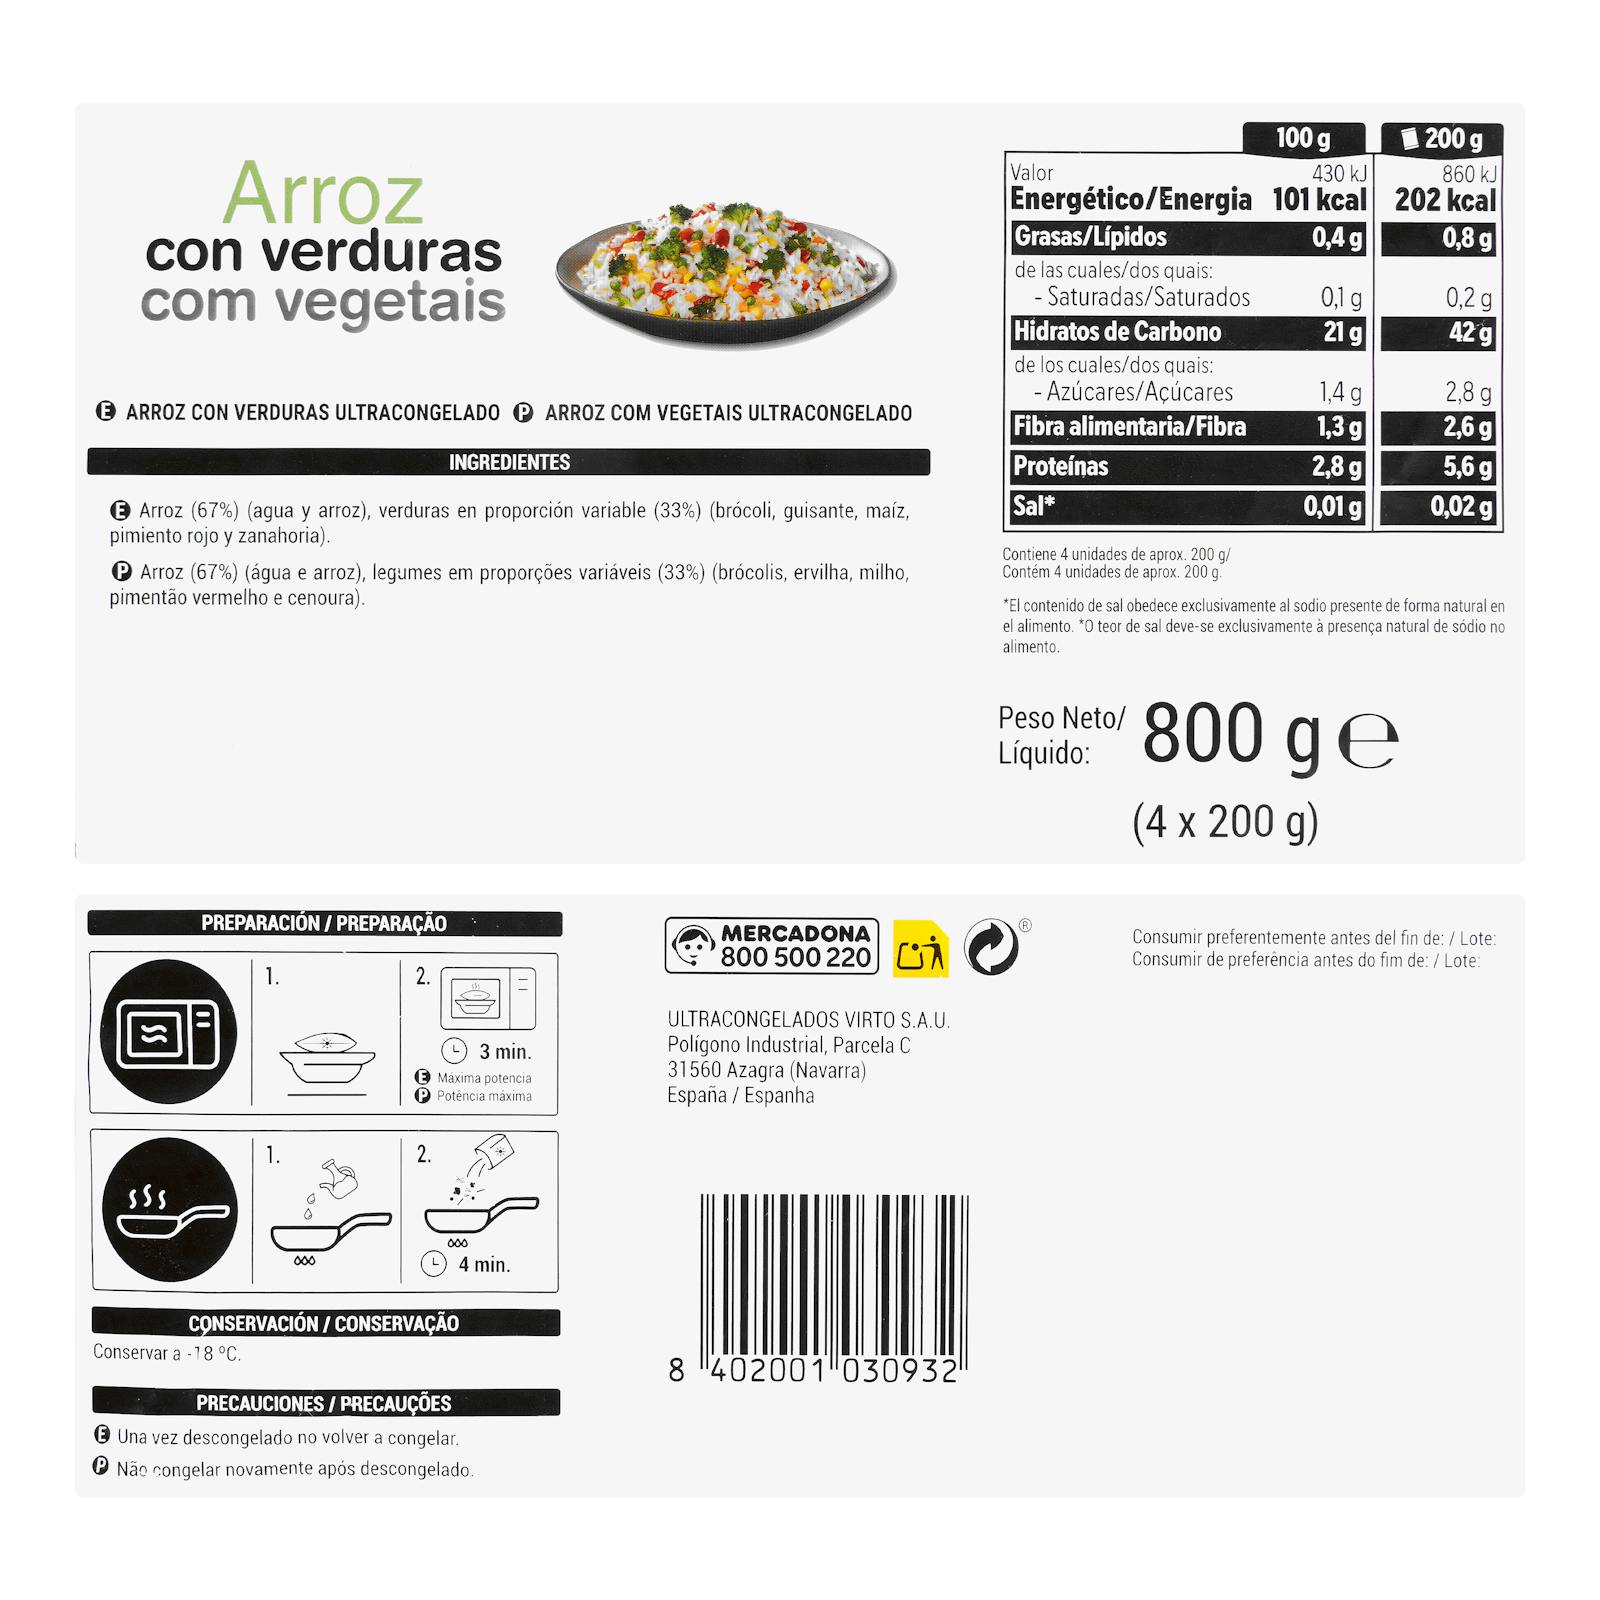 Arroz
con verduras
com vegetais
E ARROZ CON VERDURAS ULTRACONGELADO P ARROZ COM VEGETAIS ULTRACONGELADO
INGREDIENTES
E Arroz (67%) (agua y arroz), verduras en proporción variable (33%) (brócoli, guisante, maíz,
pimiento rojo y zanahoria).
P Arroz (67%) (água e arroz), legumes em proporções variáveis (33%) (brócolis, ervilha, milho,
pimentão vermelho e cenoura).
100 g 200 g
Valor 430 kJ 860 kJ
Energético/Energia 101 kcal 202 kcal
Grasas/Lípidos 0,4 g 0,8 g
de las cuales/dos quais:
- Saturadas/Saturados 0,1 g 0,2 g
Hidratos de Carbono 21 g 42 g
de los cuales/dos quais:
- Azúcares/Açúcares 1,4 g 2,8 g
Fibra alimentaria/Fibra 1,3 g 2,6 g
Proteínas 2,8 g 5,6 g
Sal* 0,01 g 0,02 g
Contiene 4 unidades de aprox. 200 g/
Contém 4 unidades de aprox. 200 g.
*El contenido de sal obedece exclusivamente al sodio presente de forma natural en
el alimento. *O teor de sal deve-se exclusivamente à presença natural de sódio no
alimento.
Peso Neto/
Líquido: 800 g e
(4 x 200 g)
PREPARACIÓN / PREPARAÇÃO
1. 2.
3 min.
E Máxima potencia
P Potência máxima
1. 2.
4 min.
CONSERVACIÓN / CONSERVAÇÃO
Conservar a -18 ºC.
PRECAUCIONES / PRECAUÇÕES
E Una vez descongelado no volver a congelar.
P Não congelar novamente após descongelado.
MERCADONA
800 500 220
®
ULTRACONGELADOS VIRTO S.A.U.
Polígono Industrial, Parcela C
31560 Azagra (Navarra)
España / Espanha
8 402001 030932
Consumir preferentemente antes del fin de: / Lote:
Consumir de preferência antes do fim de: / Lote: